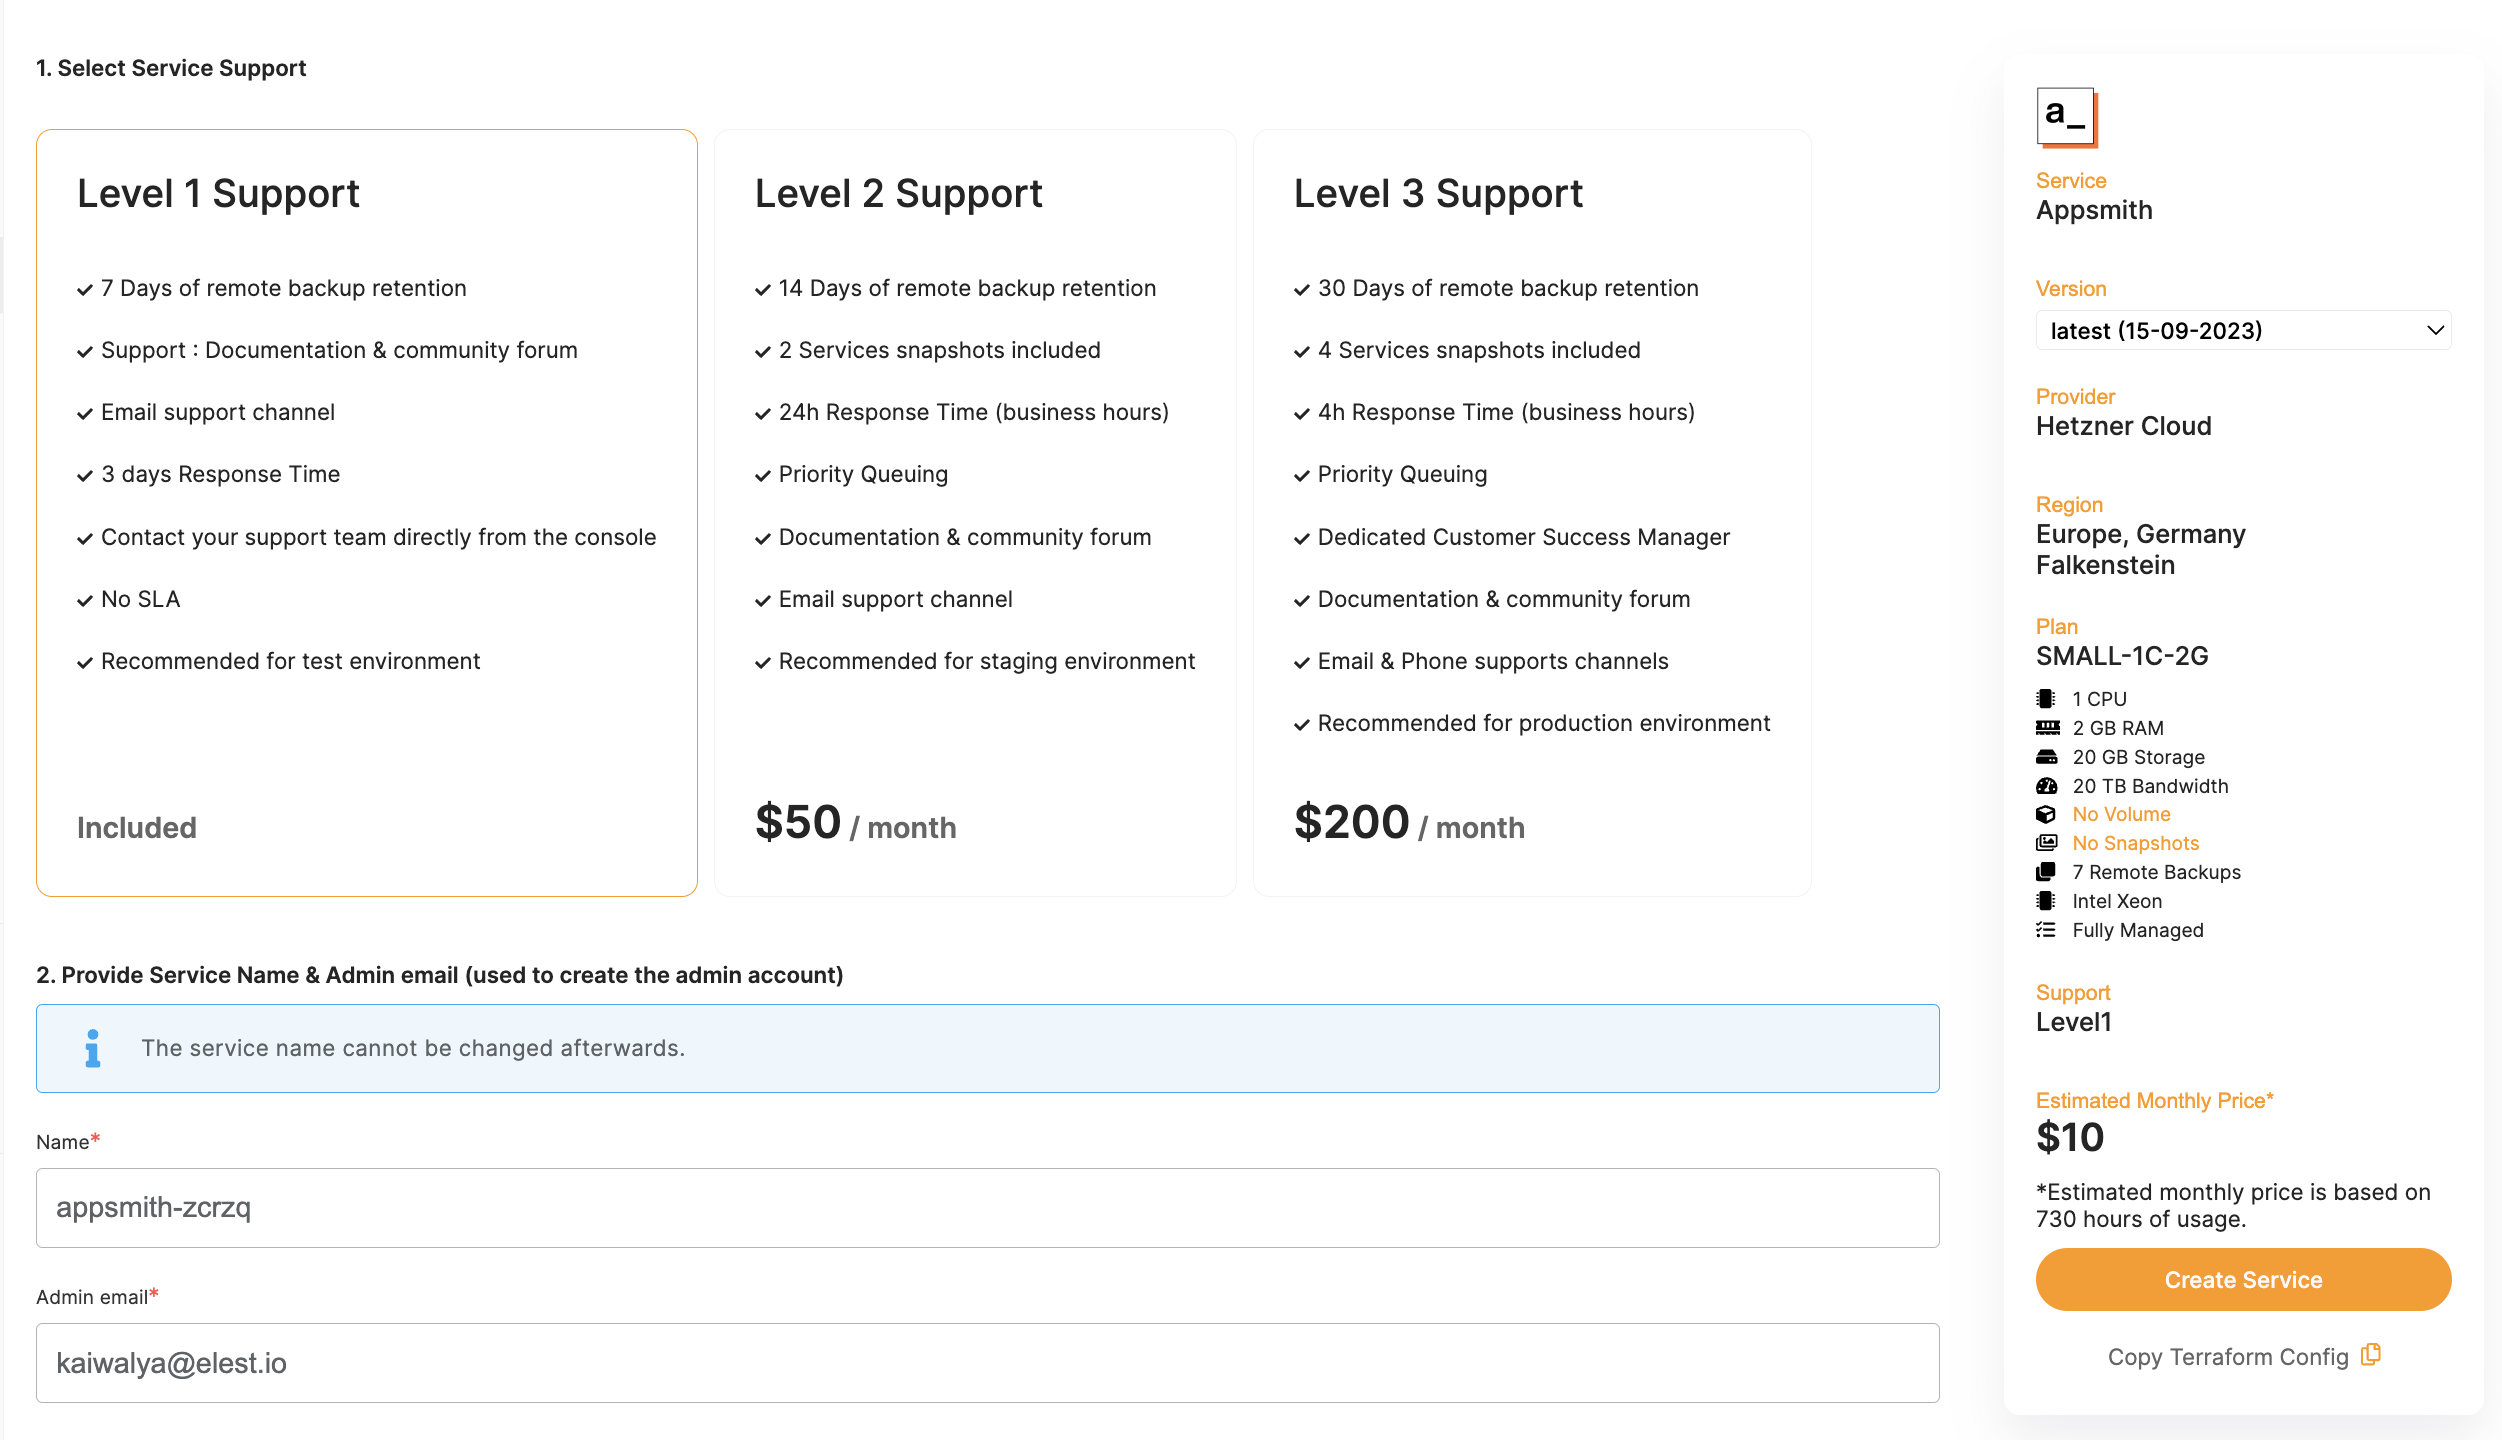 1. Select Service Support
Level 1 Support
7 Days of remote backup retention
Support : Documentation & community forum
Email support channel
3 days Response Time
Contact your support team directly from the console
No SLA
Recommended for test environment
Included
Level 2 Support
14 Days of remote backup retention
2 Services snapshots included
24h Response Time (business hours)
Priority Queuing
Documentation & community forum
Email support channel
Recommended for staging environment
$50 / month
Level 3 Support
30 Days of remote backup retention
4 Services snapshots included
4h Response Time (business hours)
Priority Queuing
Dedicated Customer Success Manager
Documentation & community forum
Email & Phone supports channels
Recommended for production environment
$200 / month
2. Provide Service Name & Admin email (used to create the admin account)
The service name cannot be changed afterwards.
Name*
appsmith-zcrzq
Admin email*
kaiwalya@elest.io
a_
Service
Appsmith
Version
latest (15-09-2023)
Provider
Hetzner Cloud
Region
Europe, Germany
Falkenstein
Plan
SMALL-1C-2G
1 CPU
2 GB RAM
20 GB Storage
20 TB Bandwidth
No Volume
No Snapshots
7 Remote Backups
Intel Xeon
Fully Managed
Support
Level1
Estimated Monthly Price*
$10
*Estimated monthly price is based on
730 hours of usage.
Create Service
Copy Terraform Config